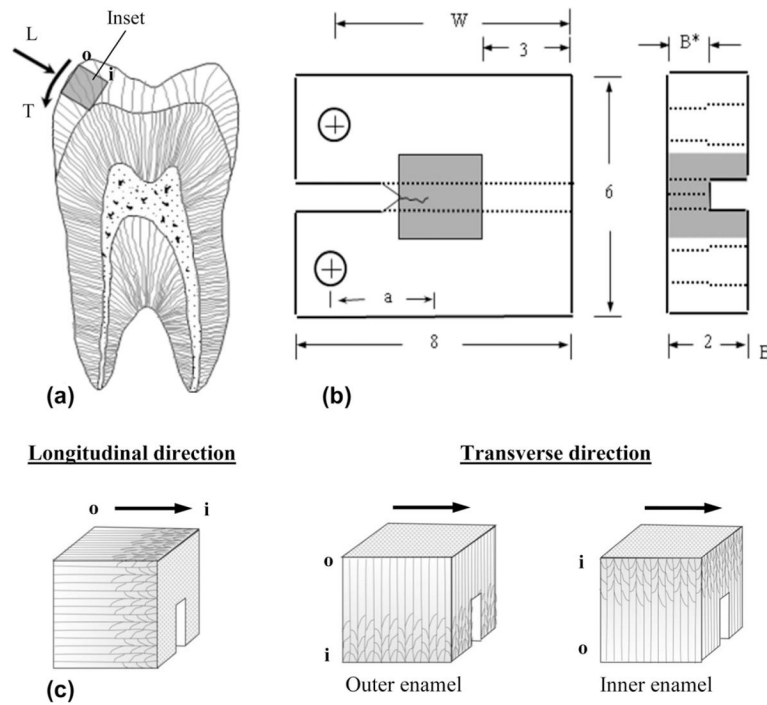 Inset
L
o
i
T
(a)
W
3
a
8
6
(b)
B*
2
B
Longitudinal direction
o
i
(c)
Transverse direction
o
i
Outer enamel
i
o
Inner enamel